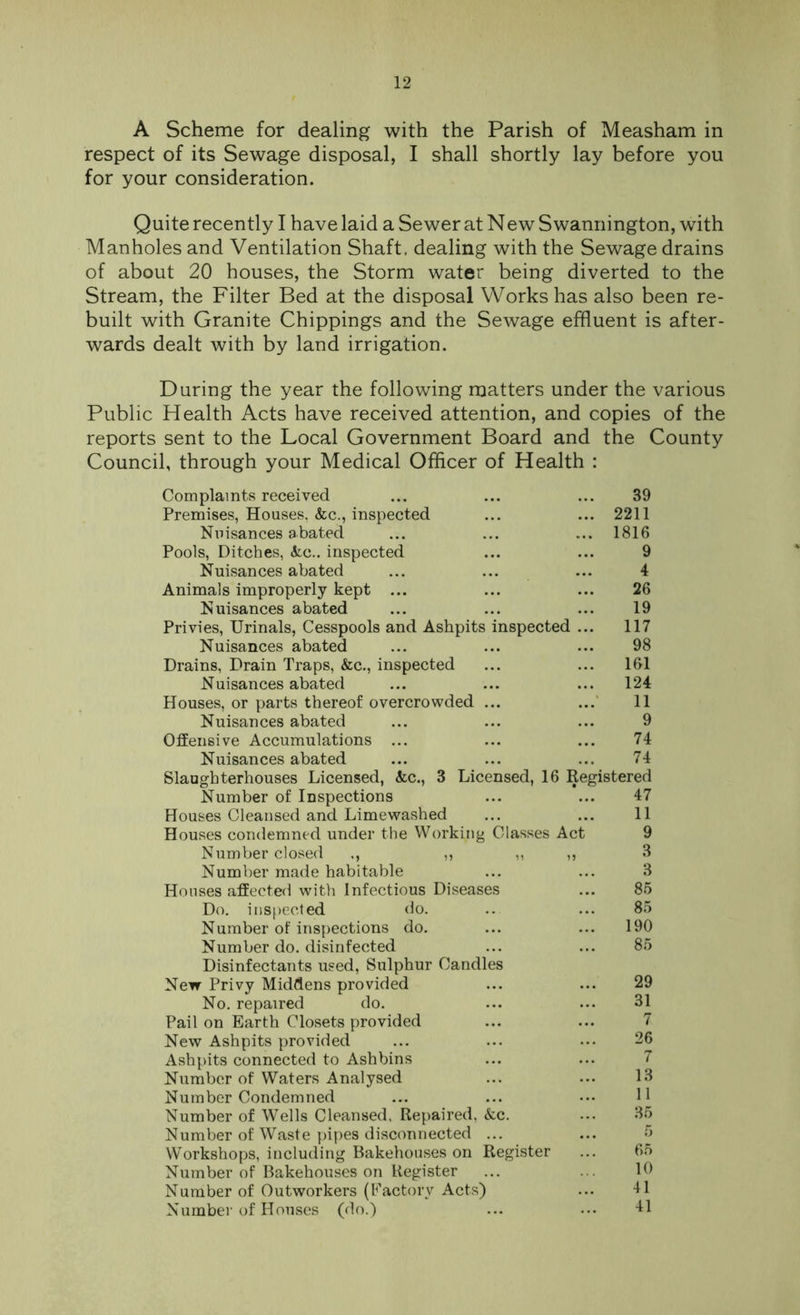 12
A Scheme for dealing with the Parish of Measham in
respect of its Sewage disposal, I shall shortly lay before you
for your consideration.
Quite recently I have laid a Sewer at New Swannington, with
Manholes and Ventilation Shaft, dealing with the Sewage drains
of about 20 houses, the Storm water being diverted to the
Stream, the Filter Bed at the disposal Works has also been re-
built with Granite Chippings and the Sewage effluent is after-
wards dealt with by land irrigation.
During the year the following matters under the various
Public Health Acts have received attention, and copies of the
reports sent to the Local Government Board and the County
Council, through your Medical Officer of Health :
Complaints received ... ... ... 39
Premises, Houses, &c., inspected ... ... 2211
Nuisances abated ... ... ... 1816
Pools, Ditches, &c.. inspected ... ... 9
Nuisances abated ... ... ... 4
Animals improperly kept ... ... ... 26
Nuisances abated ... ... ... 19
Privies, Urinals, Cesspools and Ashpits inspected ... 117
Nuisances abated ... ... ... 98
Drains, Drain Traps, &c., inspected ... ... 161
Nuisances abated ... ... ... 124
Houses, or parts thereof overcrowded ... ... 11
Nuisances abated ... ... ... 9
Offensive Accumulations ... ... ... 74
Nuisances abated ... ... ... 74
Slaughterhouses Licensed, &c., 3 Licensed, 16 Registered
Number of Inspections ... ... 47
Houses Cleansed and Limewashed ... ... 11
Houses condemned under the Working Classes Act 9
Number closed ., ,, ,, ,, 3
Number made habitable ... ... 3
Houses affected with Infectious Diseases ... 85
Do. inspected do. .. ... 85
Number of inspections do. ... ... 190
Number do. disinfected ... ... 85
Disinfectants used, Sulphur Candles
New Privy Middens provided ... ... 29
No. repaired do. ... ... 31
Pail on Earth Closets provided ... ... 7
New Ashpits provided ... ... ... 26
Ashpits connected to Ashbins ... ... 7
Number of Waters Analysed ... ... 13
Number Condemned ... ... ... 11
Number of Wells Cleansed, Repaired, &c. ... 35
Number of Waste pipes disconnected ... ... 5
Workshops, including Bakehouses on Register ... 65
Number of Bakehouses on Register ... ... 10
Number of Outworkers (Factory Acts) ... 41
Number of Houses (do.) ... ... 41